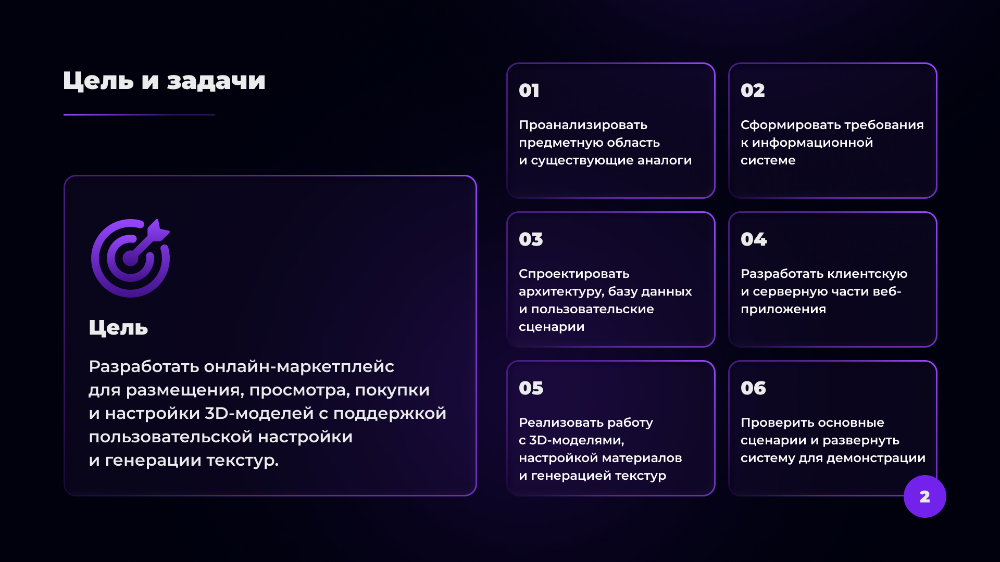 Цель и задачи
Цель
Разработать онлайн-маркетплейс
для размещения, просмотра, покупки
и настройки 3D-моделей с поддержкой
пользовательской настройки
и генерации текстур.
01
Проанализировать
предметную область
и существующие аналоги
02
Сформировать требования
к информационной
системе
03
Спроектировать
архитектуру, базу данных
и пользовательские
сценарии
04
Разработать клиентскую
и серверную части веб-
приложения
05
Реализовать работу
с 3D-моделями,
настройкой материалов
и генерацией текстур
06
Проверить основные
сценарии и развернуть
систему для демонстрации
2